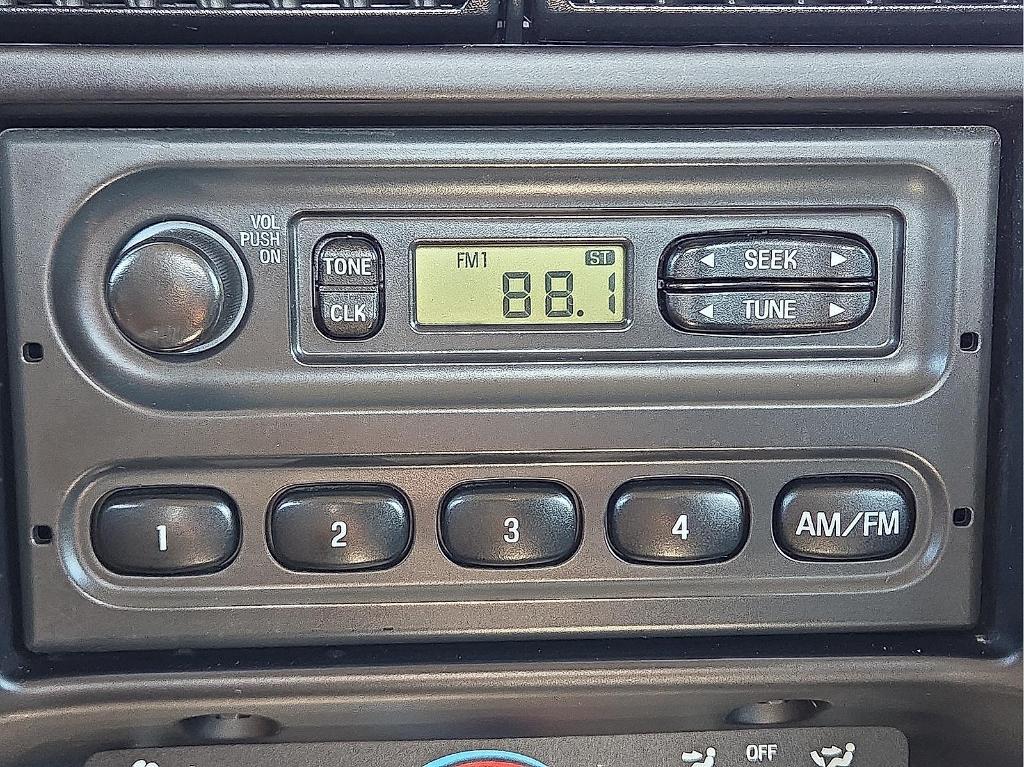 VOL
PUSH
ON
TONE
CLK
FM1 ST
88.1
◄ SEEK ►
◄ TUNE ►
1 2 3 4 AM/FM
OFF